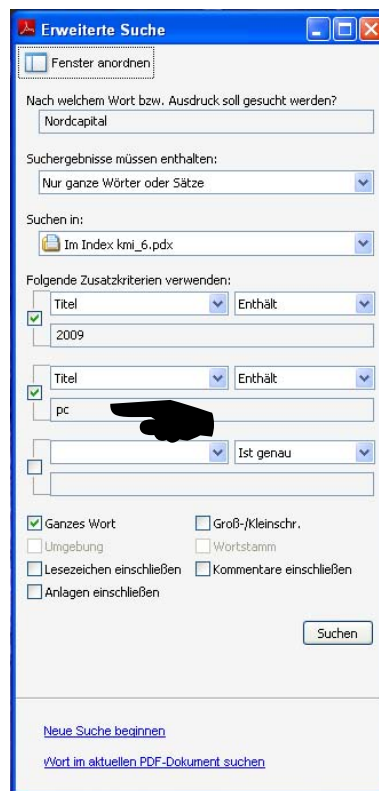 Erweiterte Suche
Fenster anordnen
Nach welchem Wort bzw. Ausdruck soll gesucht werden?
Nordcapital
Suchergebnisse müssen enthalten:
Nur ganze Wörter oder Sätze
Suchen in:
Im Index kmi_6.pdx
Folgende Zusatzkriterien verwenden:
Titel Enthält
2009
Titel Enthält
pc
Ist genau
Ganzes Wort Groß-/Kleinschr.
Umgebung Wortstamm
Lesezeichen einschließen Kommentare einschließen
Anlagen einschließen
Suchen
Neue Suche beginnen
Wort im aktuellen PDF-Dokument suchen